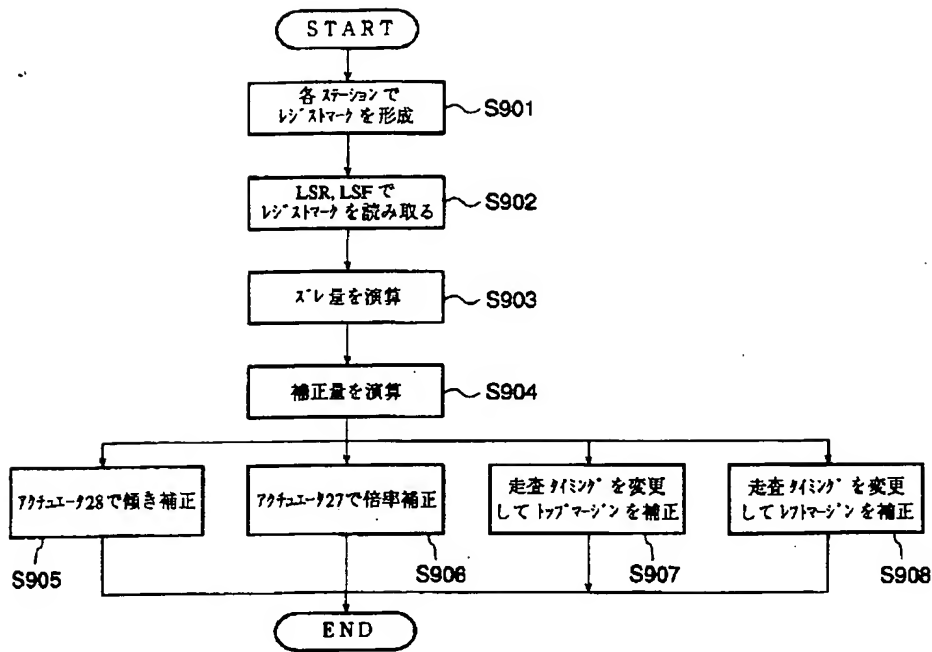 START
各ステーションで
レジストマークを形成
S901
LSR, LSFで
レジストマークを読み取る
S902
ズレ量を演算
S903
補正量を演算
S904
アクチュエータ28で傾き補正
S905
アクチュエータ27で倍率補正
S906
走査タイミングを変更
してトップマージンを補正
S907
走査タイミングを変更
してレフトマージンを補正
S908
END